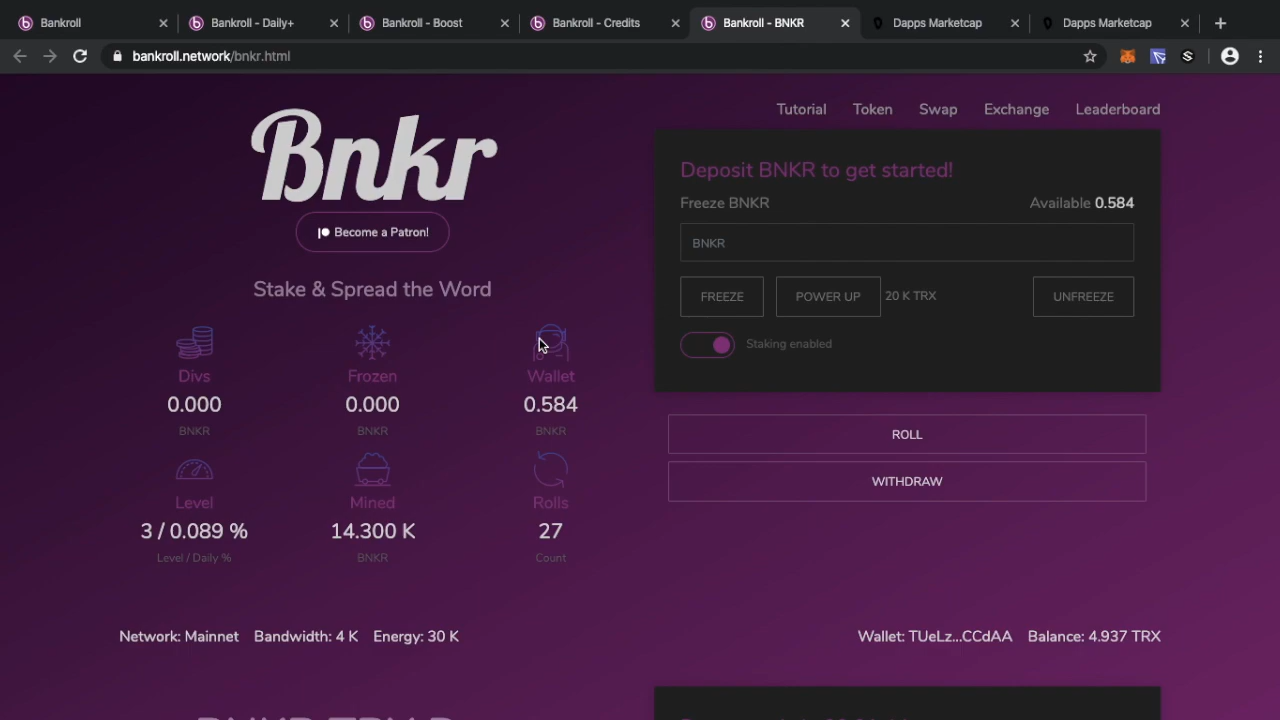 Bankroll
Bankroll - Daily+
Bankroll - Boost
Bankroll - Credits
Bankroll - BNKR
Dapps Marketcap
Dapps Marketcap
bankroll.network/bnkr.html
Tutorial Token Swap Exchange Leaderboard
Bnkr
Become a Patron!
Stake & Spread the Word
Divs Frozen Wallet
0.000 0.000 0.584
BNKR BNKR BNKR
Level Mined Rolls
3 / 0.089 % 14.300 K 27
Level / Daily % BNKR Count
Deposit BNKR to get started!
Freeze BNKR Available 0.584
BNKR
FREEZE POWER UP 20 K TRX UNFREEZE
Staking enabled
ROLL
WITHDRAW
Network: Mainnet Bandwidth: 4 K Energy: 30 K
Wallet: TUeLz...CCdAA Balance: 4.937 TRX